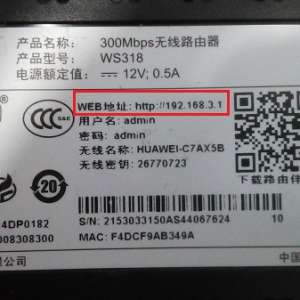 产品名称: 300Mbps无线路由器
产品型号: WS318
电源额定值: 12V; 0.5A
WEB地址: http://192.168.3.1
用户名: admin
密码: admin
无线名称: HUAWEI-C7AX5B
无线密钥: 26770723
CCC
S&E
20
下载路由伴
4DP0182
008308300
S/N: 2153033150AS44067624
10
MAC: F4DCF9AB349A
限公司
中国